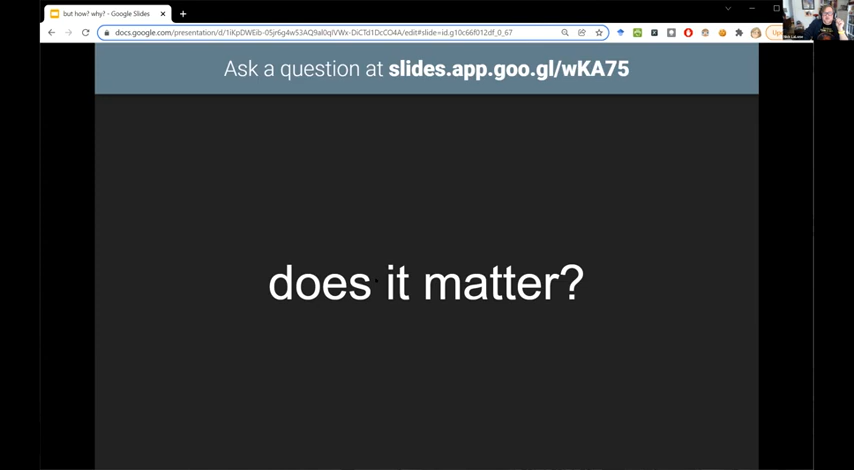 but how? why? - Google Slides
docs.google.com/presentation/d/1iKpDWEib-05jr6g4w53AQ9al0qiVWx-DiCTd1DcCO4A/edit#slide=id.g10c66f012df_0_67
Ask a question at slides.app.goo.gl/wKA75
does it matter?